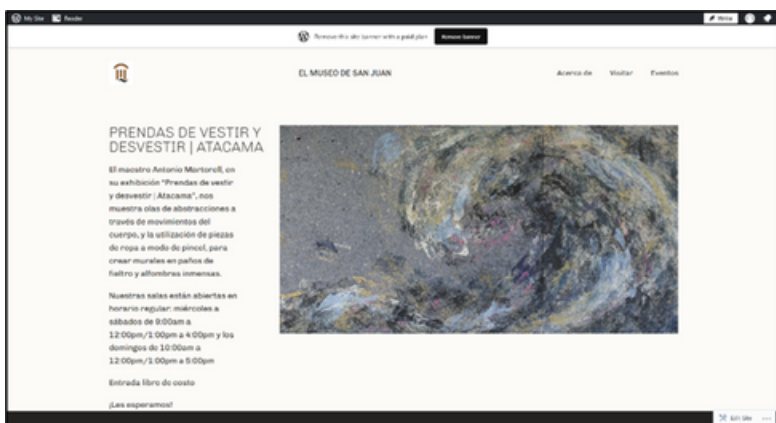 My Site Reader Write
Remove this site banner with a paid plan Remove banner
EL MUSEO DE SAN JUAN Acerca de Visitar Eventos
PRENDAS DE VESTIR Y
DESVESTIR | ATACAMA
El maestro Antonio Martorell, en
su exhibición "Prendas de vestir
y desvestir | Atacama", nos
muestra olas de abstracciones a
través de movimientos del
cuerpo, y la utilización de piezas
de ropa a modo de pincel, para
crear murales en paños de
fieltro y alfombras inmensas.
Nuestras salas están abiertas en
horario regular: miércoles a
sábados de 9:00am a
12:00pm/1:00pm a 4:00pm y los
domingos de 10:00am a
12:00pm/1:00pm a 5:00pm
Entrada libre de costo
¡Les esperamos!
Edit Site